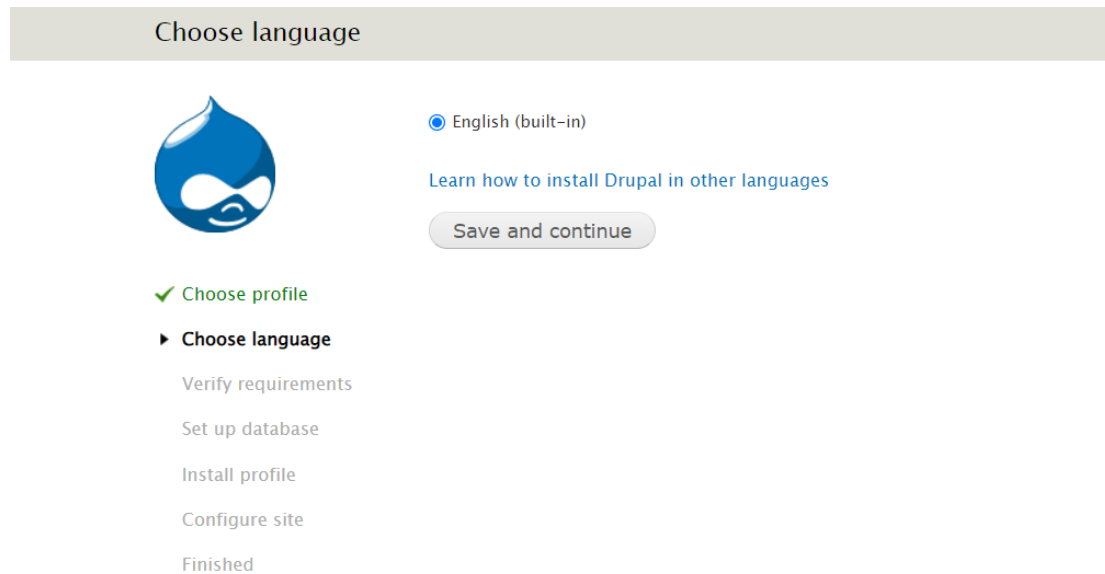 Choose language
English (built-in)
Learn how to install Drupal in other languages
Save and continue
Choose profile
Choose language
Verify requirements
Set up database
Install profile
Configure site
Finished